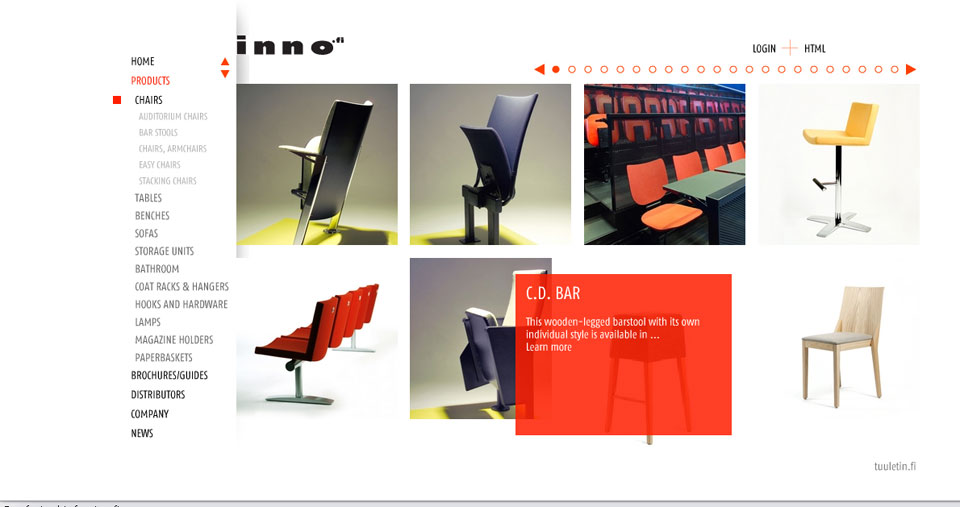 inno.fi
LOGIN
HTML
HOME
PRODUCTS
CHAIRS
AUDITORIUM CHAIRS
BAR STOOLS
CHAIRS, ARMCHAIRS
EASY CHAIRS
STACKING CHAIRS
TABLES
BENCHES
SOFAS
STORAGE UNITS
BATHROOM
COAT RACKS & HANGERS
HOOKS AND HARDWARE
LAMPS
MAGAZINE HOLDERS
PAPERBASKETS
BROCHURES/GUIDES
DISTRIBUTORS
COMPANY
NEWS
C.D. BAR
This wooden-legged barstool with its own
individual style is available in ...
Learn more
tuuletin.fi